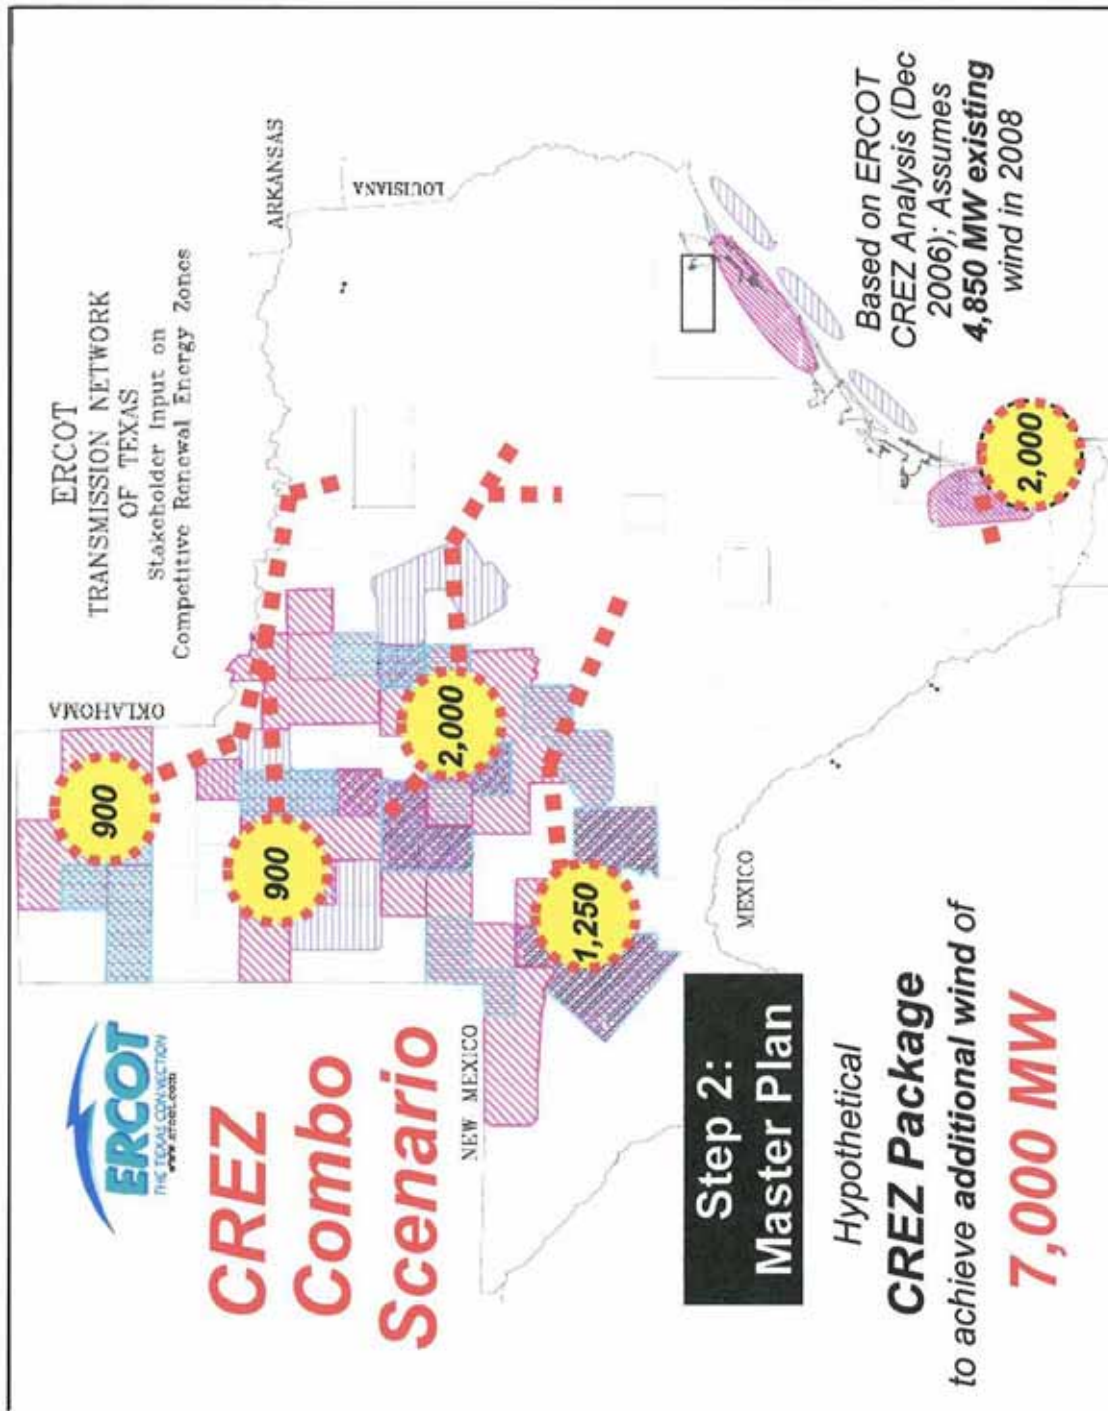 ERCOT
THE TEXAS CONNECTION
www.ercot.com
CREZ
Combo
Scenario
ERCOT
TRANSMISSION NETWORK
OF TEXAS
Stakeholder Input on
Competitive Renewal Energy Zones
OKLAHOMA
ARKANSAS
LOUISIANA
NEW MEXICO
MEXICO
900
900
2,000
1,250
2,000
Step 2:
Master Plan
Hypothetical
CREZ Package
to achieve additional wind of
7,000 MW
Based on ERCOT
CREZ Analysis (Dec
2006); Assumes
4,850 MW existing
wind in 2008